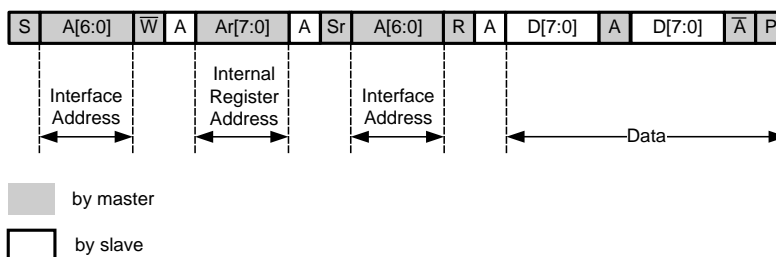 S A[6:0] W̅ A Ar[7:0] A Sr A[6:0] R A D[7:0] A D[7:0] A̅ P
Interface
Address
Internal
Register
Address
Interface
Address
Data
by master
by slave